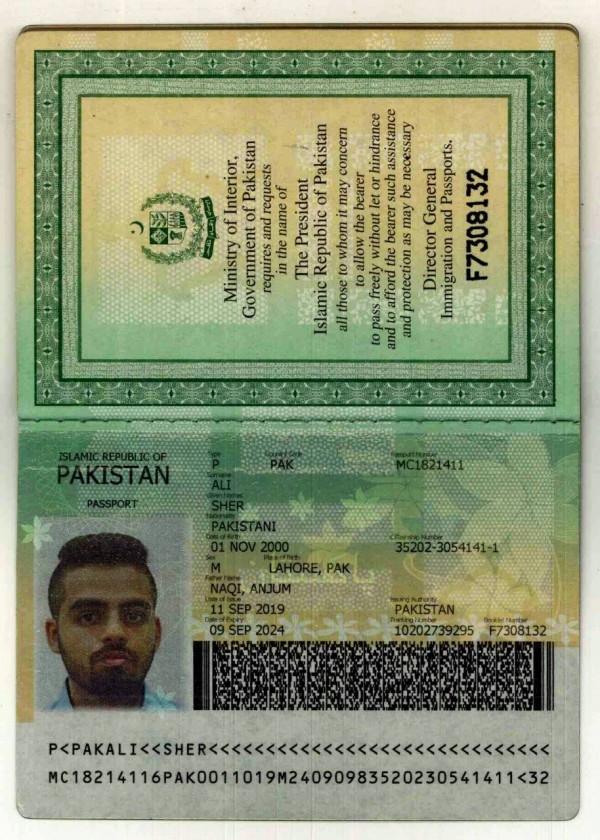 Ministry of Interior,
Government of Pakistan
requires and requests
in the name of
The President
Islamic Republic of Pakistan
all those to whom it may concern
to allow the bearer
to pass freely without let or hindrance
and to afford the bearer such assistance
and protection as may be necessary
Director General
Immigration and Passports.
F7308132
ISLAMIC REPUBLIC OF
PAKISTAN
PASSPORT
Type Country Code Passport Number
P PAK MC1821411
Surname
ALI
Given Names
SHER
Nationality
PAKISTANI
Date of Birth Citizenship Number
01 NOV 2000 35202-3054141-1
Sex Place of Birth
M LAHORE, PAK
Father Name
NAQI, ANJUM
Date of Issue Issuing Authority
11 SEP 2019 PAKISTAN
Date of Expiry Tracking Number Booklet Number
09 SEP 2024 10202739295 F7308132
P<PAKALI<<SHER<<<<<<<<<<<<<<<<<<<<<<<<<<<<<<
MC18214116PAK0011019M24090983520230541411<32